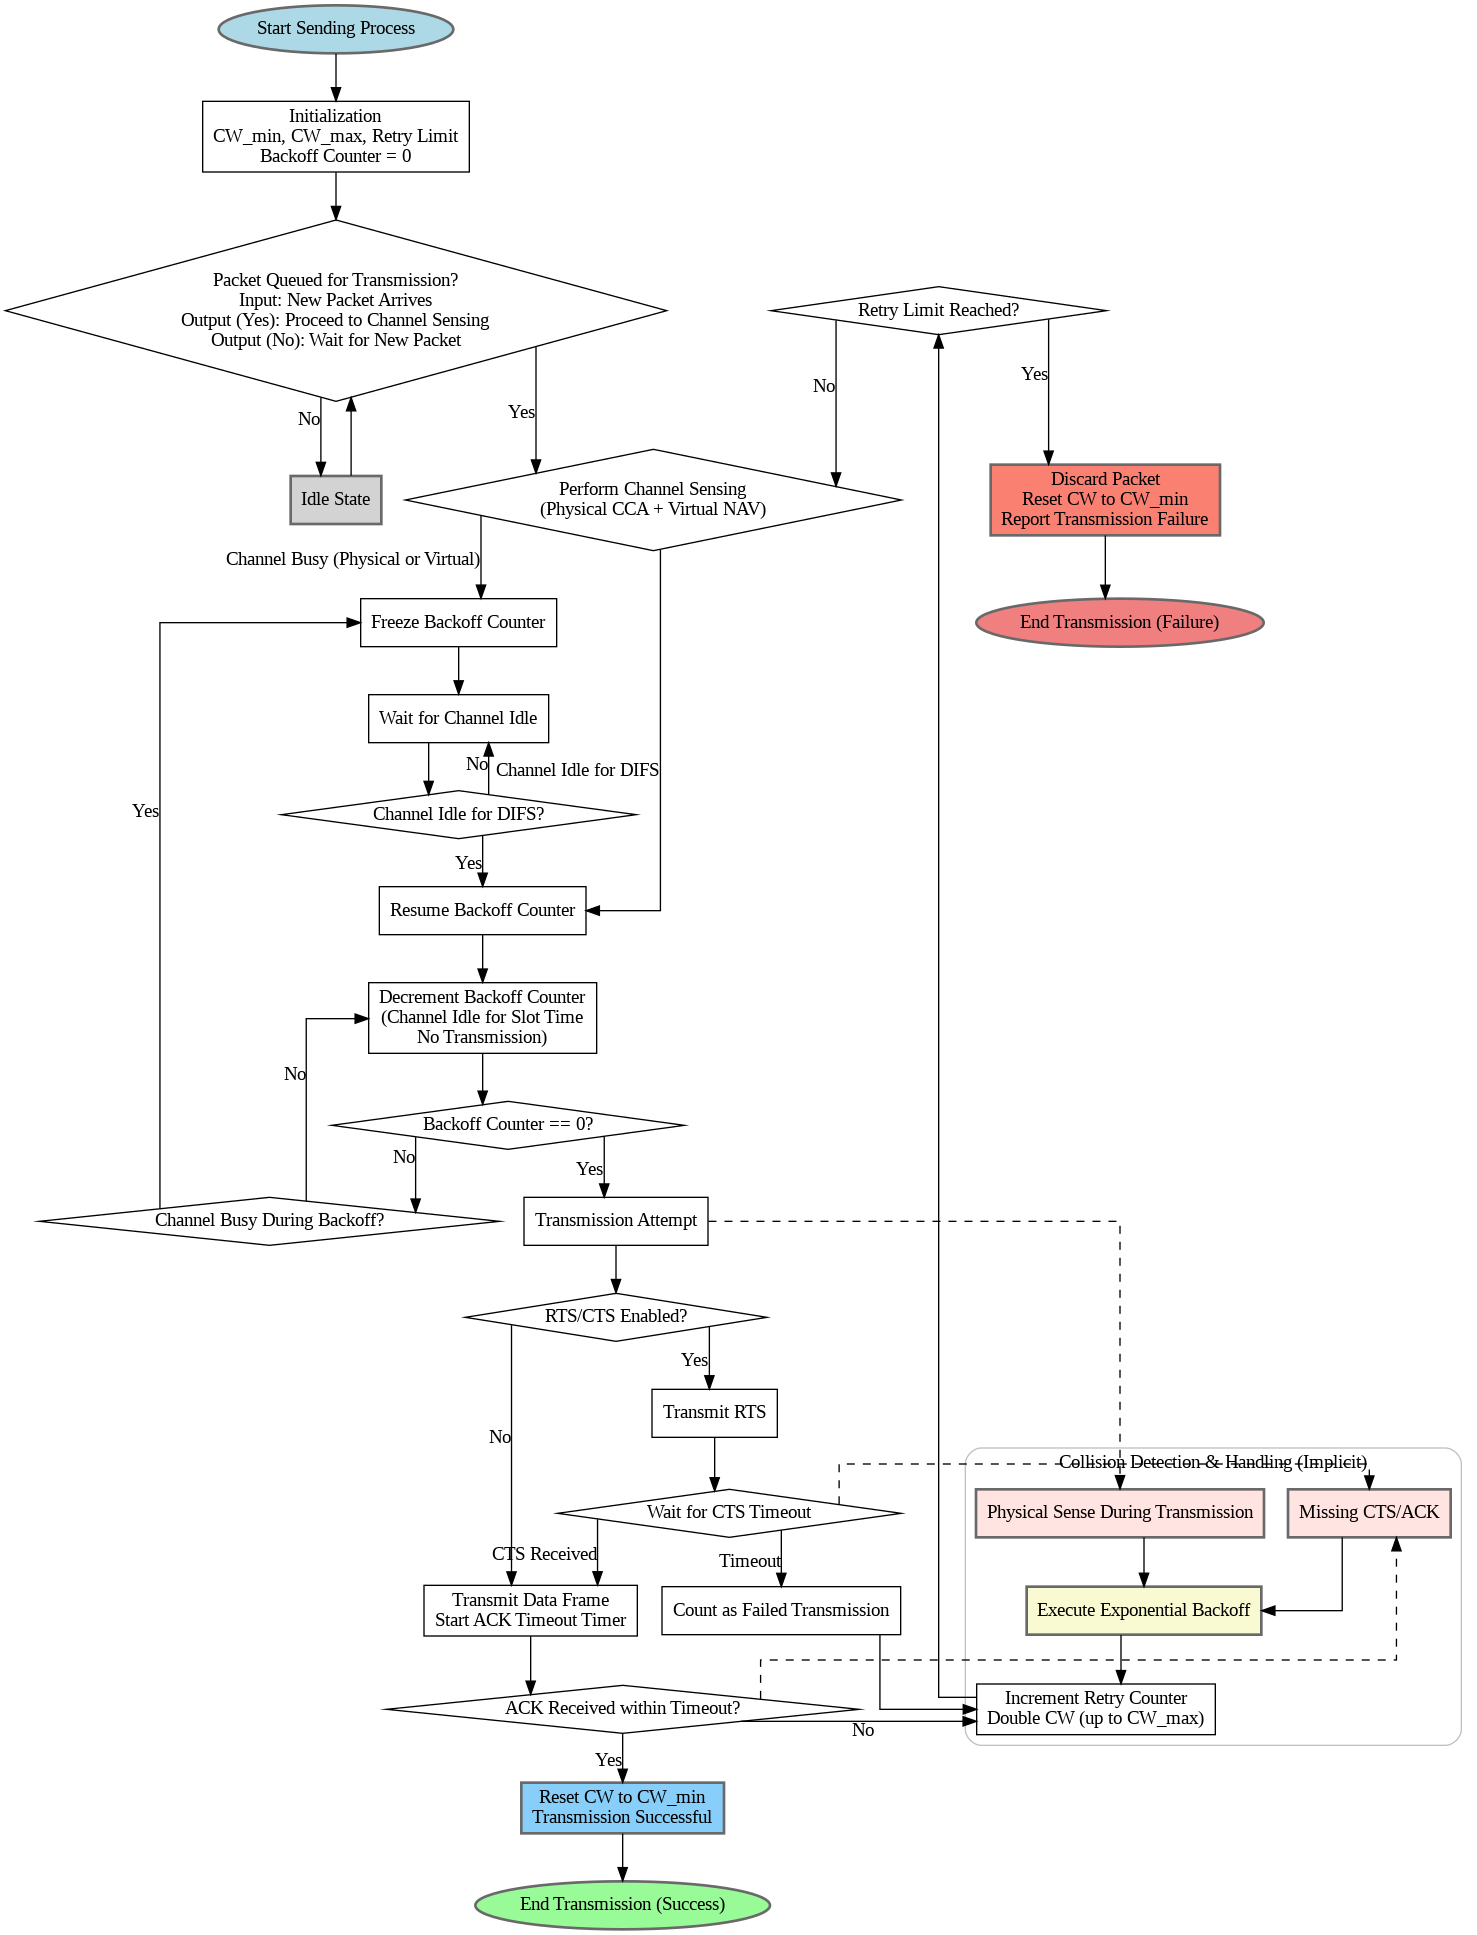 Start Sending Process
Initialization
CW_min, CW_max, Retry Limit
Backoff Counter = 0
Packet Queued for Transmission?
Input: New Packet Arrives
Output (Yes): Proceed to Channel Sensing
Output (No): Wait for New Packet
Retry Limit Reached?
No
Yes
No
Yes
Idle State
Perform Channel Sensing
(Physical CCA + Virtual NAV)
Discard Packet
Reset CW to CW_min
Report Transmission Failure
Channel Busy (Physical or Virtual)
Freeze Backoff Counter
End Transmission (Failure)
Wait for Channel Idle
No
Channel Idle for DIFS
Yes
Channel Idle for DIFS?
Yes
Resume Backoff Counter
Decrement Backoff Counter
(Channel Idle for Slot Time
No Transmission)
No
Backoff Counter == 0?
No
Yes
Channel Busy During Backoff?
Transmission Attempt
RTS/CTS Enabled?
Yes
Transmit RTS
No
Collision Detection & Handling (Implicit)
Wait for CTS Timeout
Physical Sense During Transmission
Missing CTS/ACK
CTS Received
Timeout
Transmit Data Frame
Start ACK Timeout Timer
Count as Failed Transmission
Execute Exponential Backoff
ACK Received within Timeout?
No
Increment Retry Counter
Double CW (up to CW_max)
Yes
Reset CW to CW_min
Transmission Successful
End Transmission (Success)